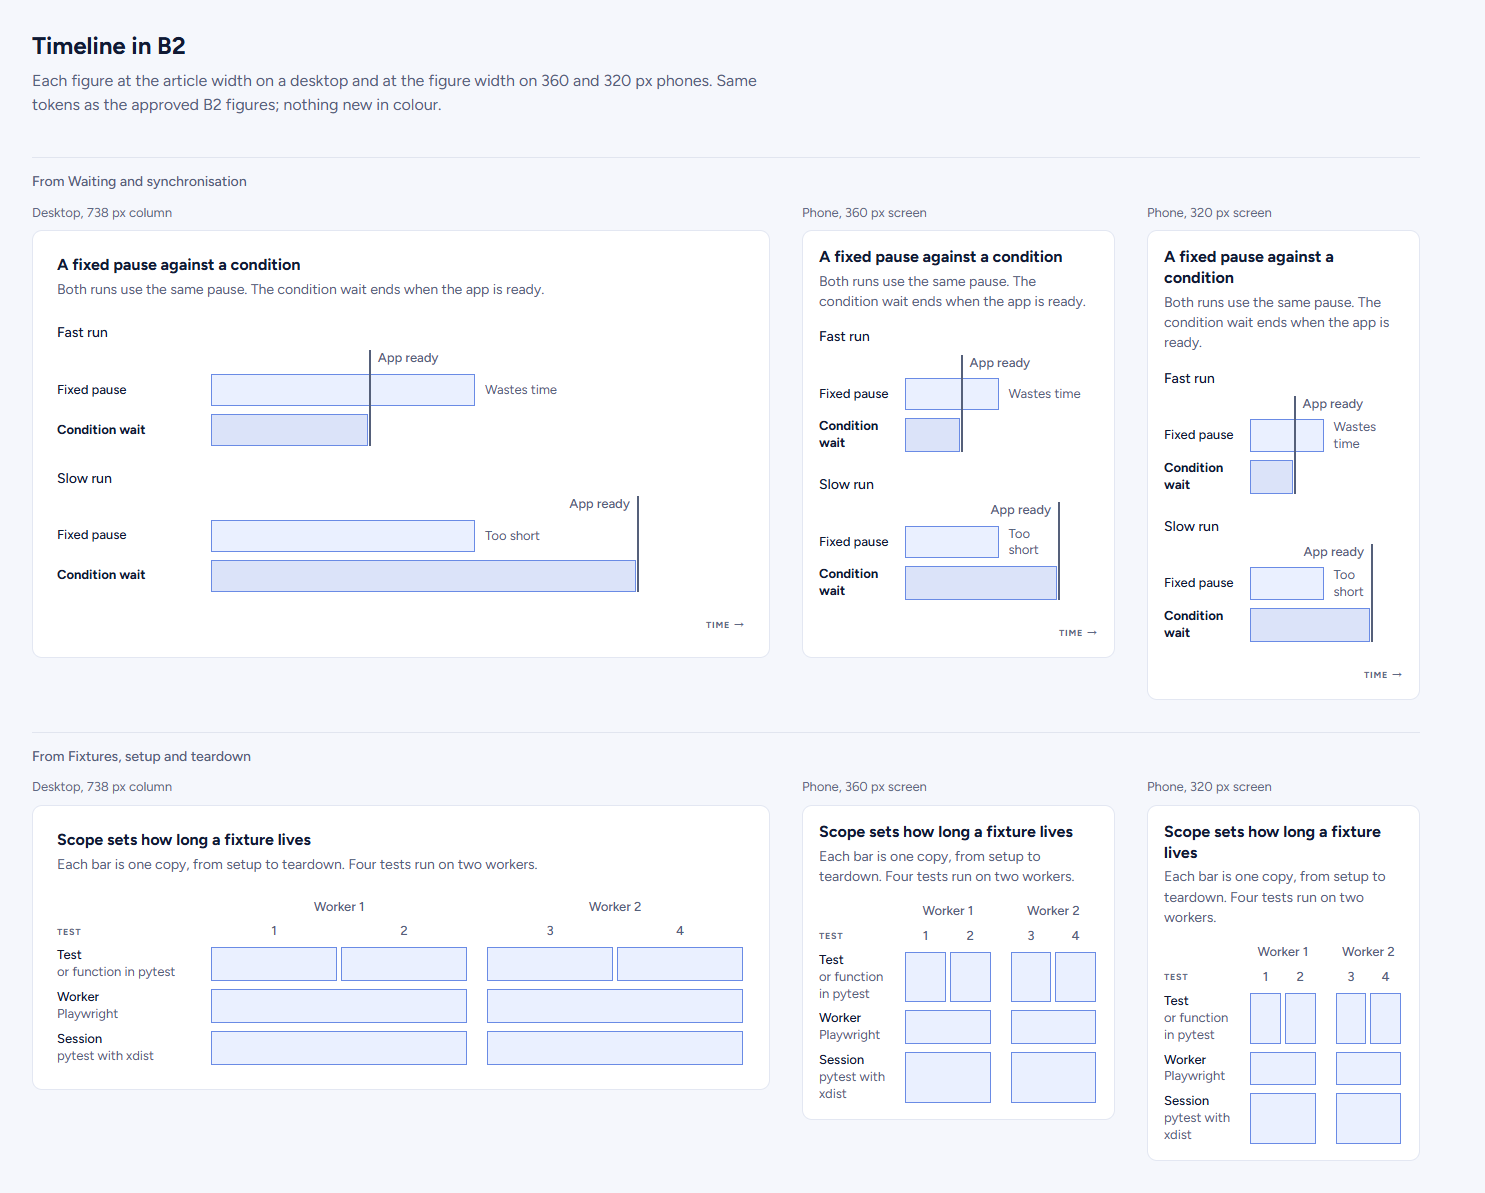 Timeline in B2
Each figure at the article width on a desktop and at the figure width on 360 and 320 px phones. Same
tokens as the approved B2 figures; nothing new in colour.
From Waiting and synchronisation
Desktop, 738 px column
A fixed pause against a condition
Both runs use the same pause. The condition wait ends when the app is ready.
Fast run
App ready
Fixed pause
Wastes time
Condition wait
Slow run
App ready
Fixed pause
Too short
Condition wait
TIME →
Phone, 360 px screen
A fixed pause against a condition
Both runs use the same pause. The
condition wait ends when the app is ready.
Fast run
App ready
Fixed pause
Wastes time
Condition
wait
Slow run
App ready
Fixed pause
Too
short
Condition
wait
TIME →
Phone, 320 px screen
A fixed pause against a
condition
Both runs use the same pause. The
condition wait ends when the app is
ready.
Fast run
App ready
Fixed pause
Wastes
time
Condition
wait
Slow run
App ready
Fixed pause
Too
short
Condition
wait
TIME →
From Fixtures, setup and teardown
Desktop, 738 px column
Scope sets how long a fixture lives
Each bar is one copy, from setup to teardown. Four tests run on two workers.
Worker 1 Worker 2
TEST 1 2 3 4
Test
or function in pytest
Worker
Playwright
Session
pytest with xdist
Phone, 360 px screen
Scope sets how long a fixture lives
Each bar is one copy, from setup to
teardown. Four tests run on two workers.
Worker 1 Worker 2
TEST 1 2 3 4
Test
or function
in pytest
Worker
Playwright
Session
pytest with
xdist
Phone, 320 px screen
Scope sets how long a fixture
lives
Each bar is one copy, from setup to
teardown. Four tests run on two
workers.
Worker 1 Worker 2
TEST 1 2 3 4
Test
or function
in pytest
Worker
Playwright
Session
pytest with
xdist